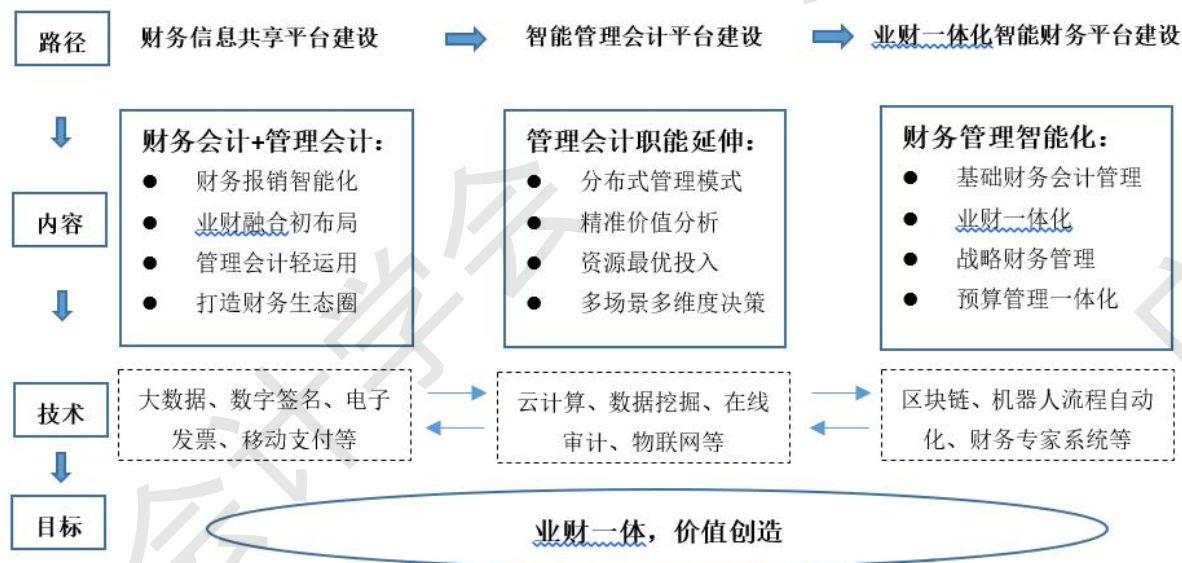 路径
财务信息共享平台建设
智能管理会计平台建设
业财一体化智能财务平台建设
内容
财务会计+管理会计：
● 财务报销智能化
● 业财融合初布局
● 管理会计轻运用
● 打造财务生态圈
管理会计职能延伸：
● 分布式管理模式
● 精准价值分析
● 资源最优投入
● 多场景多维度决策
财务管理智能化：
● 基础财务会计管理
● 业财一体化
● 战略财务管理
● 预算管理一体化
技术
大数据、数字签名、电子
发票、移动支付等
云计算、数据挖掘、在线
审计、物联网等
区块链、机器人流程自动
化、财务专家系统等
目标
业财一体，价值创造
会计学会